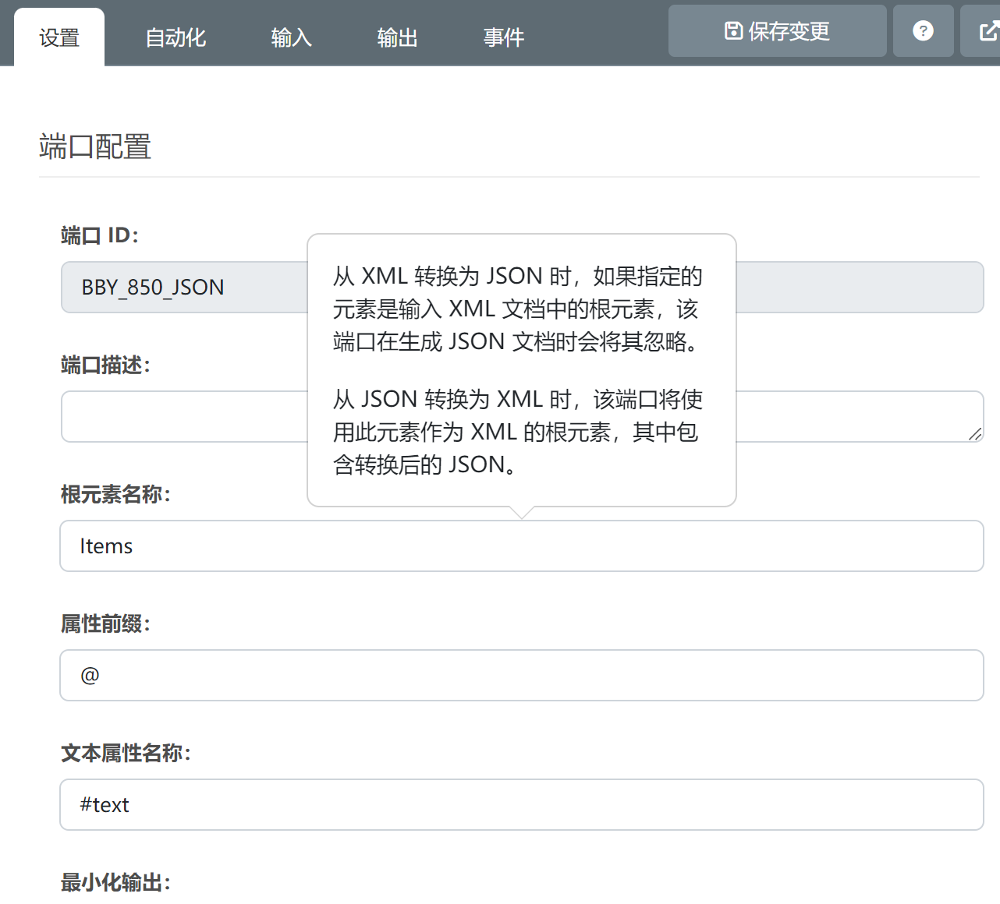 设置
自动化
输入
输出
事件
保存变更
端口配置
端口 ID：
BBY_850_JSON
从 XML 转换为 JSON 时，如果指定的
元素是输入 XML 文档中的根元素，该
端口在生成 JSON 文档时会将其忽略。
从 JSON 转换为 XML 时，该端口将使
用此元素作为 XML 的根元素，其中包
含转换后的 JSON。
端口描述：
根元素名称：
Items
属性前缀：
@
文本属性名称：
#text
最小化输出：